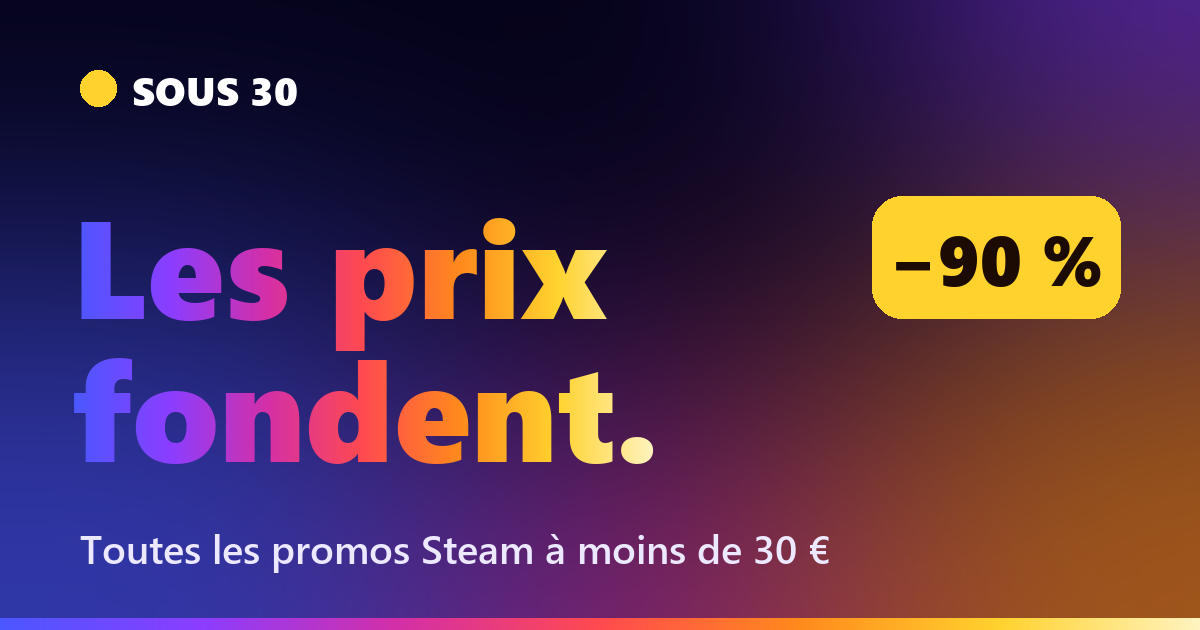 SOUS 30
Les prix
fondent.
–90 %
Toutes les promos Steam à moins de 30 €